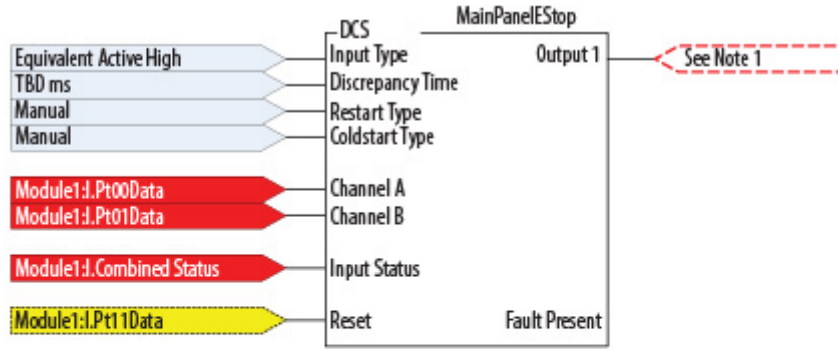 MainPanelEStop
DCS
Equivalent Active High Input Type Output 1 See Note 1
TBD ms Discrepancy Time
Manual Restart Type
Manual Coldstart Type
Module1:I.Pt00Data Channel A
Module1:I.Pt01Data Channel B
Module1:I.Combined Status Input Status
Module1:I.Pt11Data Reset Fault Present